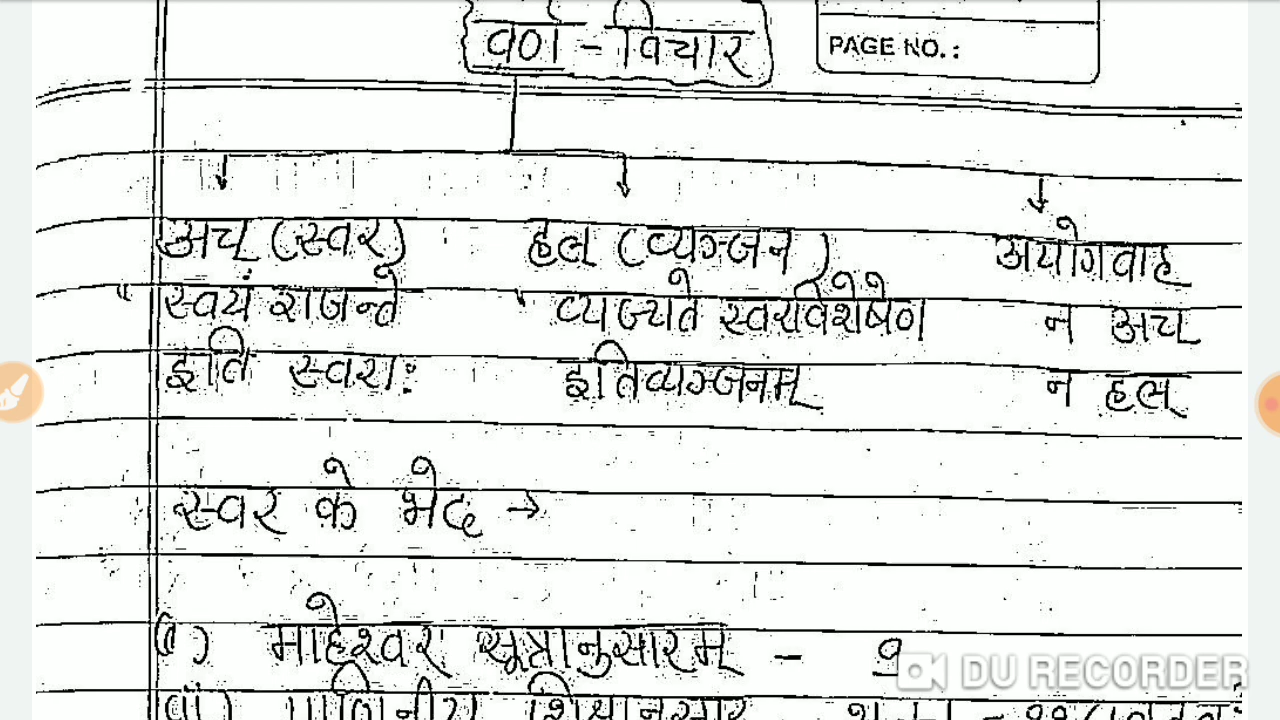 वर्ण - विचार
PAGE NO.:
अच् (स्वर) हल् (व्यञ्जन) अयोगवाह
" स्वयं राजन्ते " व्यज्यते स्वरविशेषेण न अच्
इति स्वराः इतिव्यञ्जनम् न हल्
स्वर के भेद →
(i) माहेश्वर सूत्रानुसारम् - 9
DU RECORDER